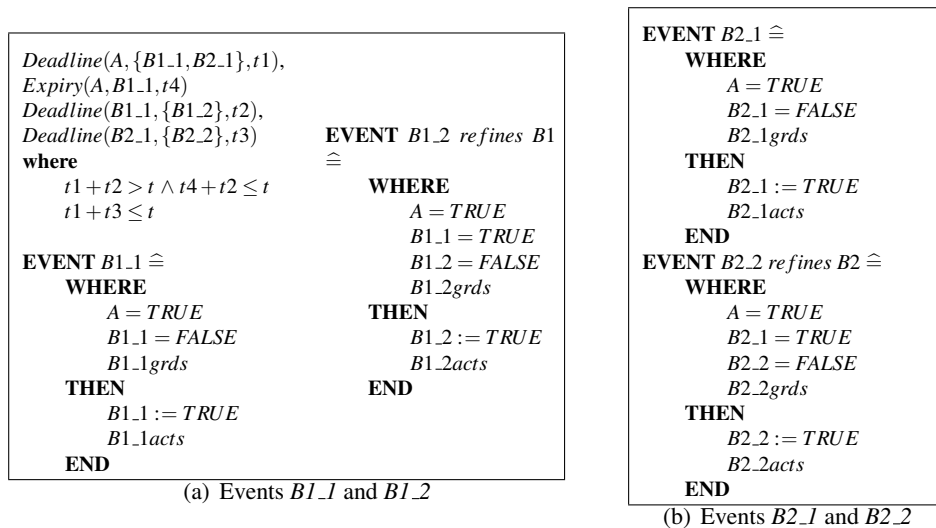 Deadline(A,{B1_1,B2_1},t1),
Expiry(A,B1_1,t4)
Deadline(B1_1,{B1_2},t2),
Deadline(B2_1,{B2_2},t3)
where
t1+t2 > t ∧ t4+t2 ≤ t
t1+t3 ≤ t
EVENT B1_1 ≙
WHERE
A = TRUE
B1_1 = FALSE
B1_1grds
THEN
B1_1 := TRUE
B1_1acts
END
EVENT B1_2 refines B1
≙
WHERE
A = TRUE
B1_1 = TRUE
B1_2 = FALSE
B1_2grds
THEN
B1_2 := TRUE
B1_2acts
END
(a) Events B1_1 and B1_2
EVENT B2_1 ≙
WHERE
A = TRUE
B2_1 = FALSE
B2_1grds
THEN
B2_1 := TRUE
B2_1acts
END
EVENT B2_2 refines B2 ≙
WHERE
A = TRUE
B2_1 = TRUE
B2_2 = FALSE
B2_2grds
THEN
B2_2 := TRUE
B2_2acts
END
(b) Events B2_1 and B2_2